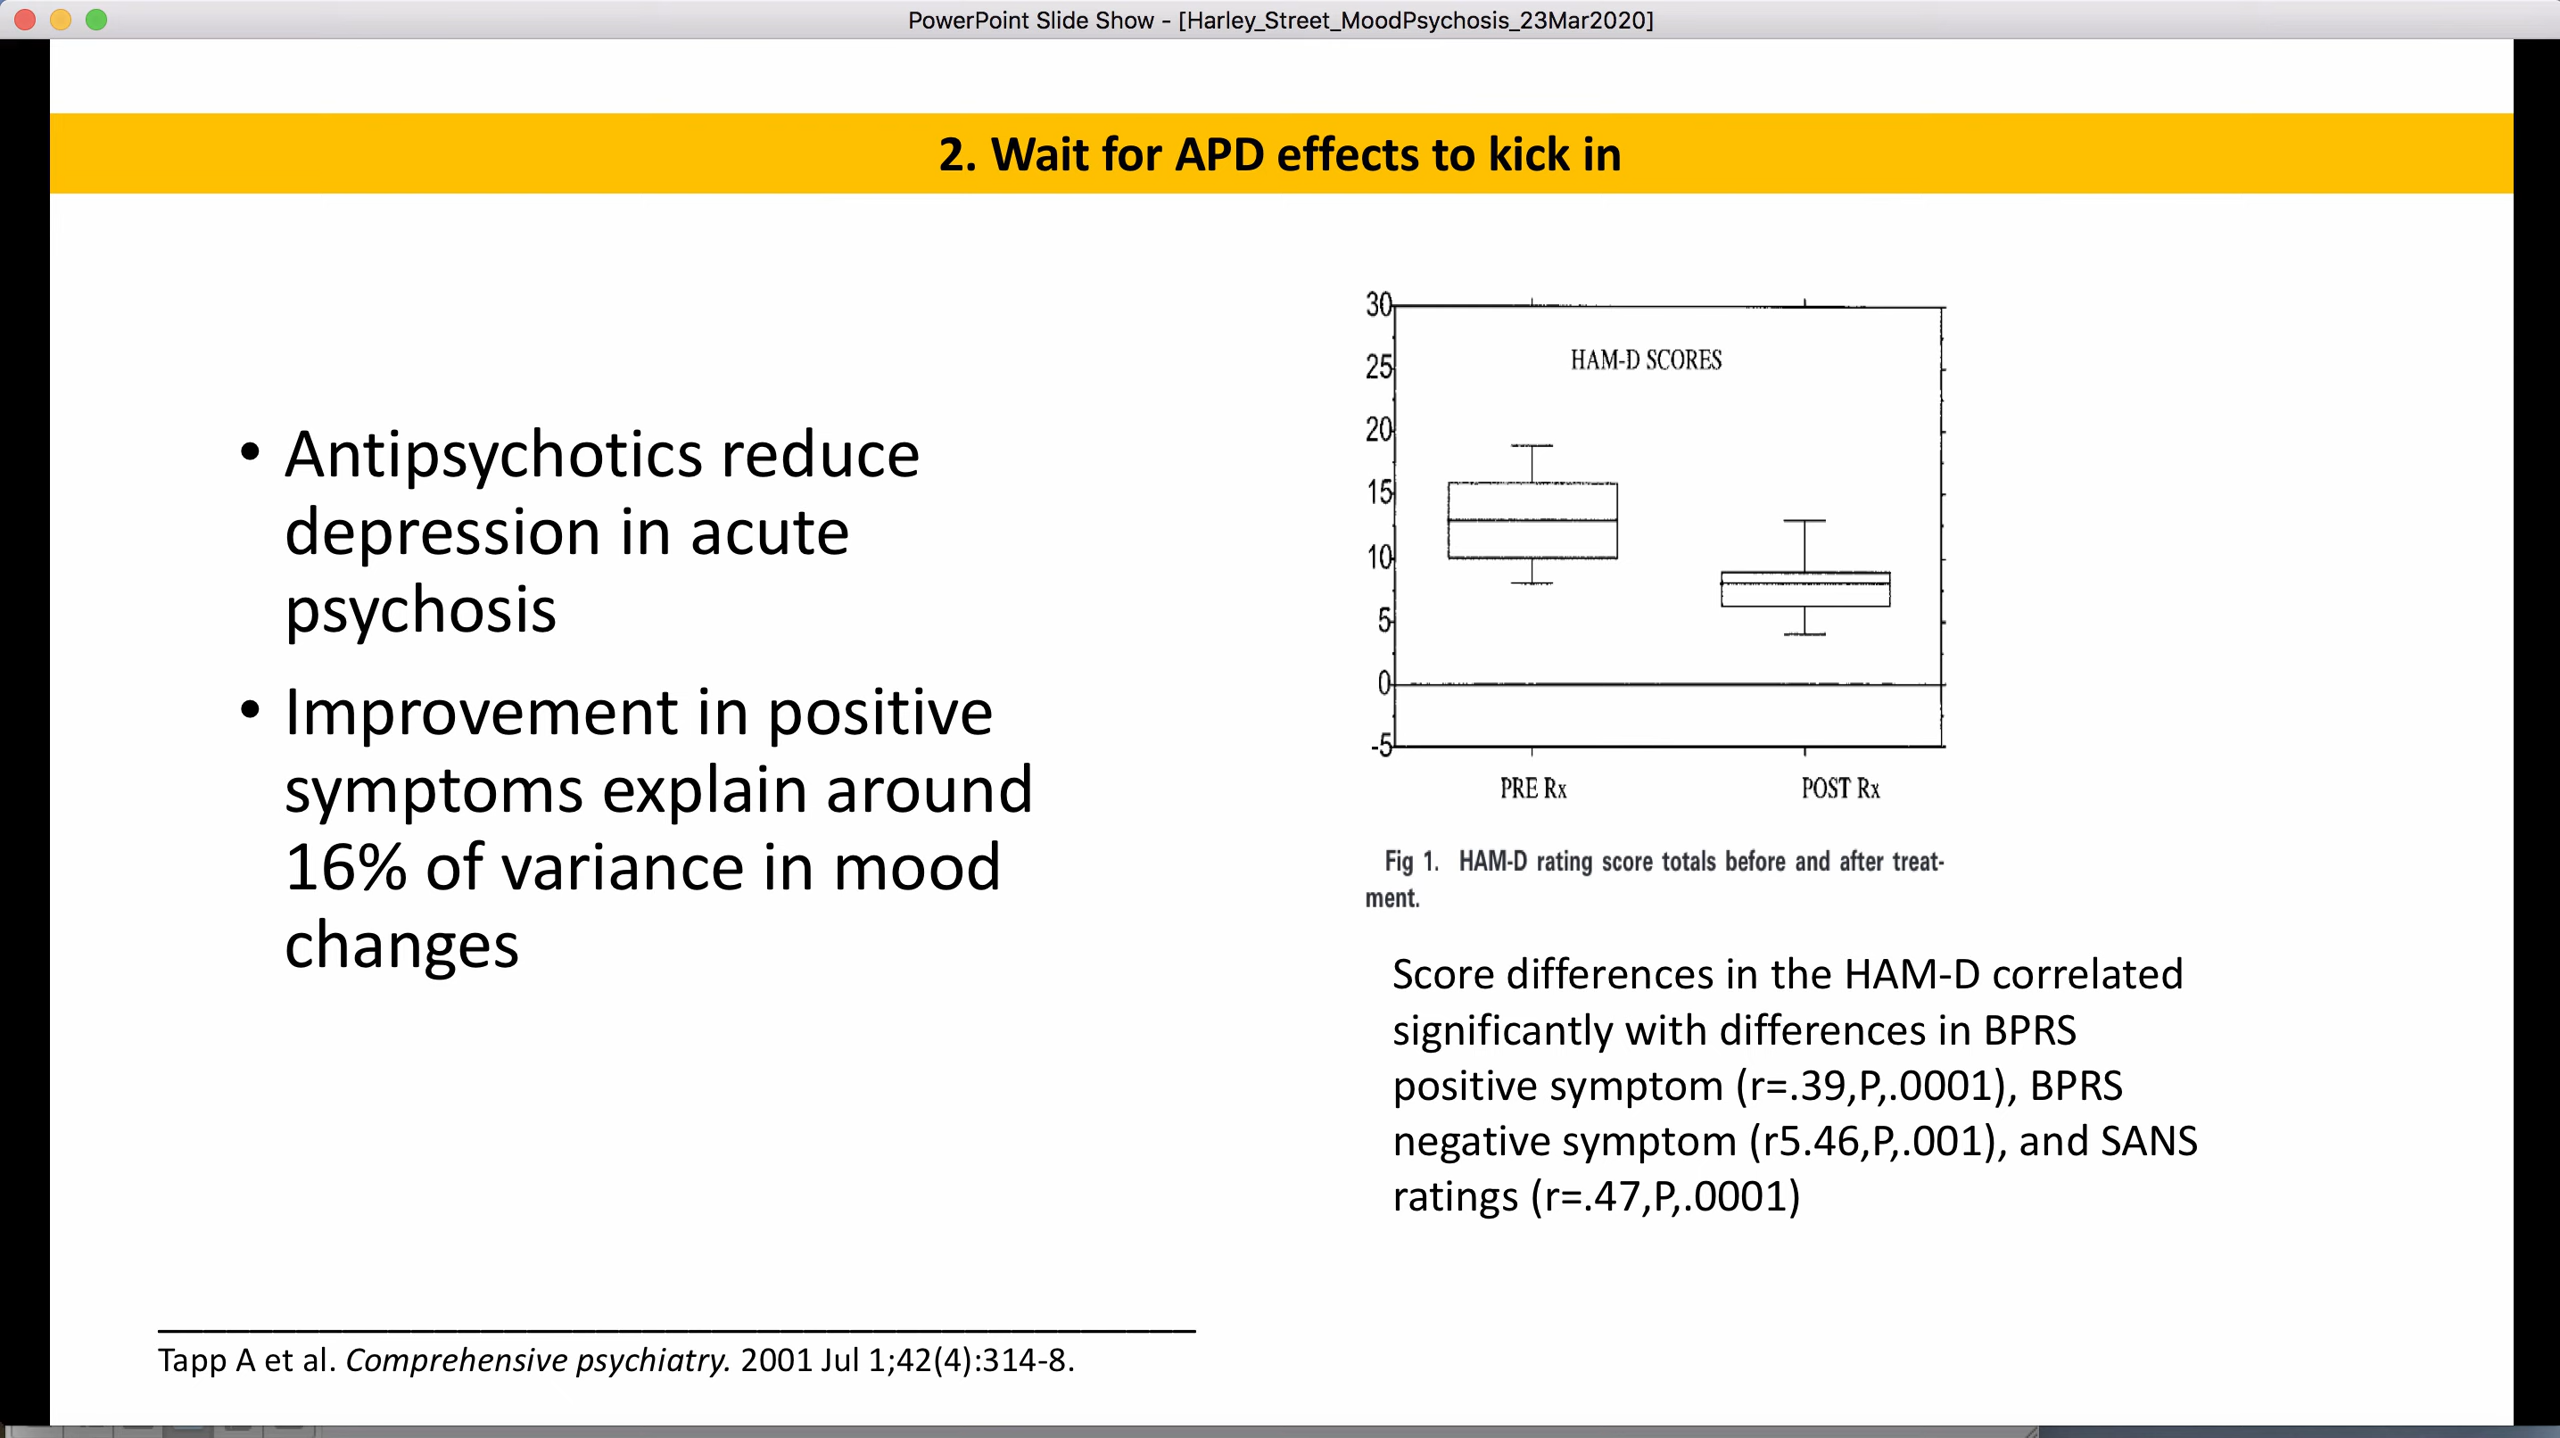 PowerPoint Slide Show - [Harley_Street_MoodPsychosis_23Mar2020]
2. Wait for APD effects to kick in
• Antipsychotics reduce
depression in acute
psychosis
• Improvement in positive
symptoms explain around
16% of variance in mood
changes
30
HAM-D SCORES
25
20
15
10
5
0
-5
PRE Rx POST Rx
Fig 1. HAM-D rating score totals before and after treat-
ment.
Score differences in the HAM-D correlated
significantly with differences in BPRS
positive symptom (r=.39,P,.0001), BPRS
negative symptom (r5.46,P,.001), and SANS
ratings (r=.47,P,.0001)
Tapp A et al. Comprehensive psychiatry. 2001 Jul 1;42(4):314-8.